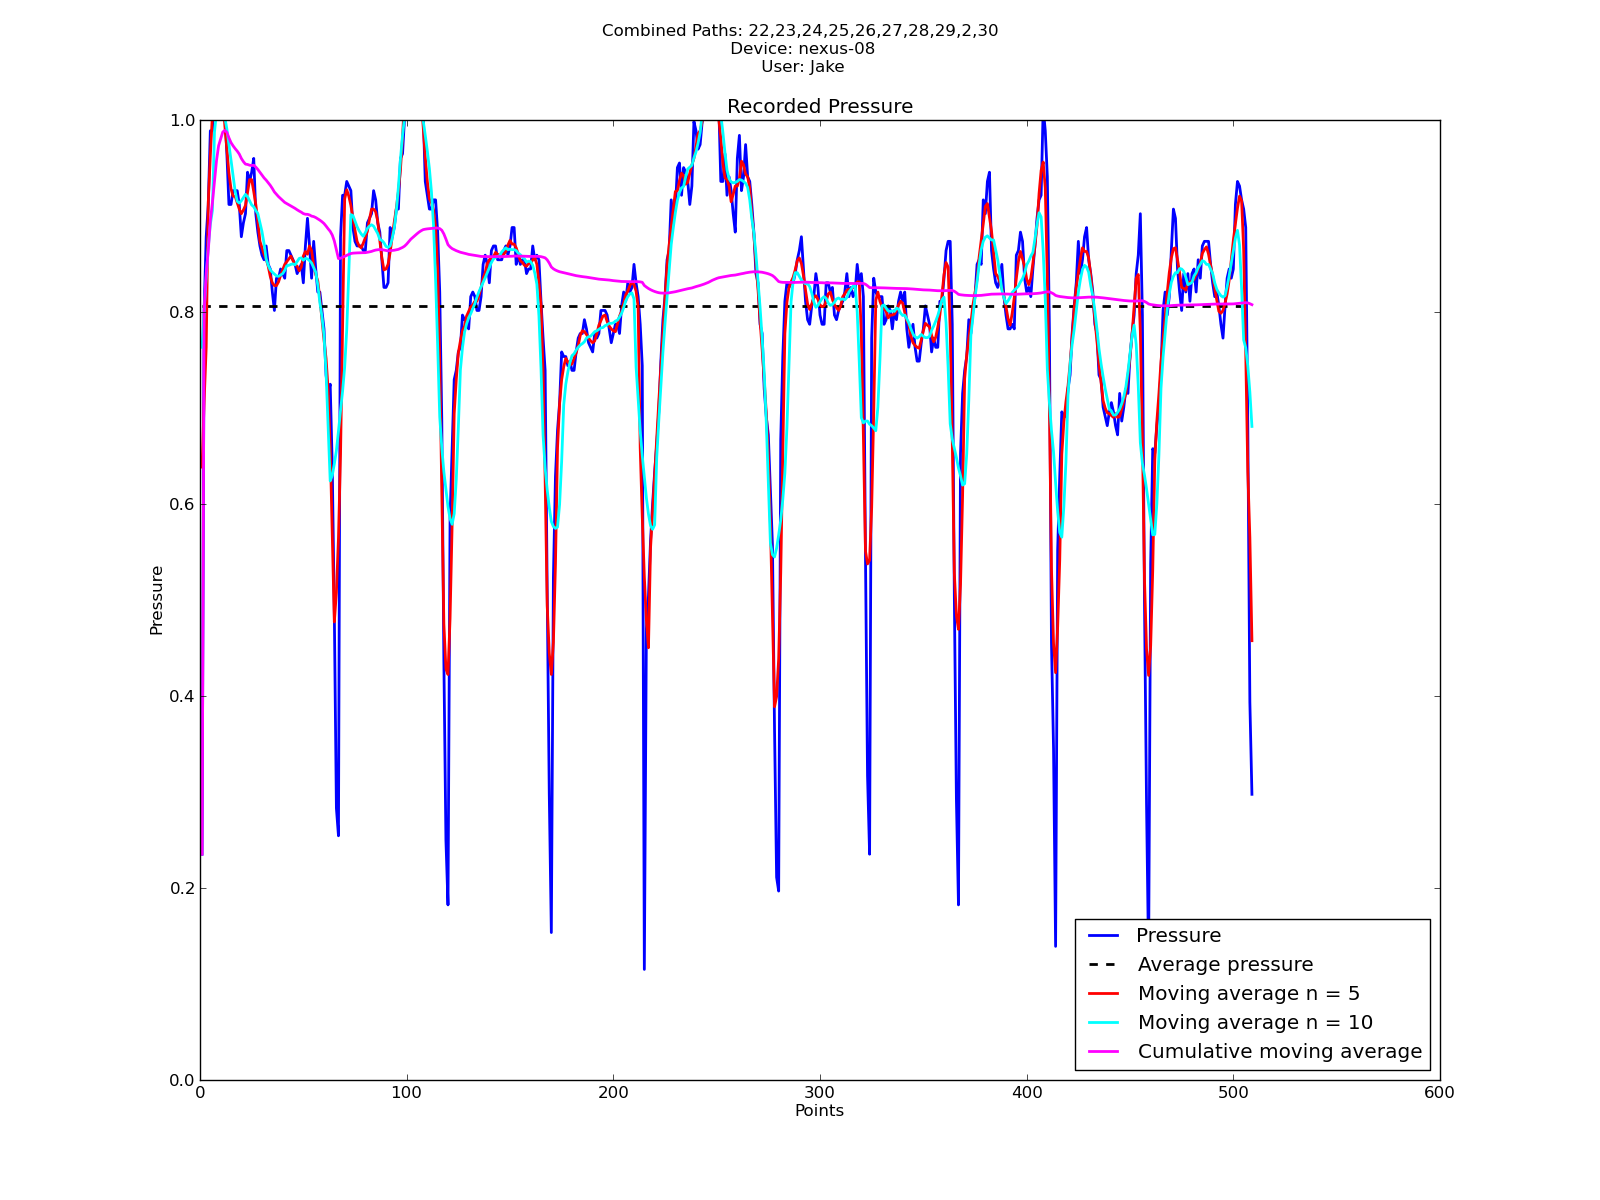 Combined Paths: 22,23,24,25,26,27,28,29,2,30
Device: nexus-08
User: Jake
Recorded Pressure
1.0
0.8
0.6
0.4
0.2
0.0
Pressure
0
100
200
300
400
500
600
Points
Pressure
Average pressure
Moving average n = 5
Moving average n = 10
Cumulative moving average